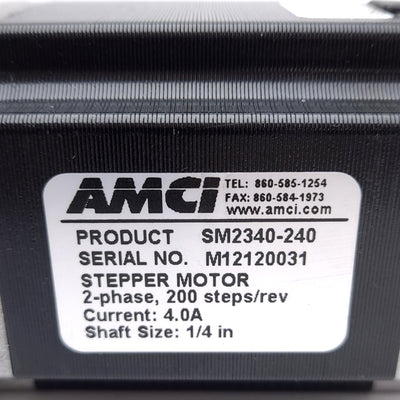 AMCI
TEL: 860-585-1254
FAX: 860-584-1973
www.amci.com
PRODUCT SM2340-240
SERIAL NO. M12120031
STEPPER MOTOR
2-phase, 200 steps/rev
Current: 4.0A
Shaft Size: 1/4 in